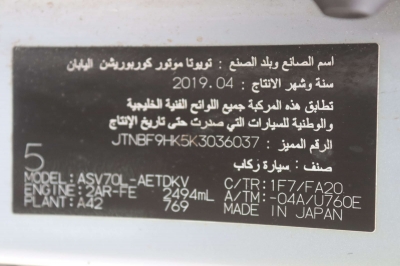 اسم الصانع وبلد الصنع : تويوتا موتور كوربوريشن اليابان
سنة وشهر الانتاج : 2019.04
تطابق هذه المركبة جميع اللوائح الفنية الخليجية
والوطنية للسيارات التي صدرت حتى تاريخ الإنتاج
الرقم المميز : JTNBF9HK5K3036037
صنف : سيارة ركاب
5
MODEL: ASV70L-AETDKV C/TR: 1F7/FA20
ENGINE: 2AR-FE 2494mL A/TM: -04A/U760E
PLANT: A42 769 MADE IN JAPAN